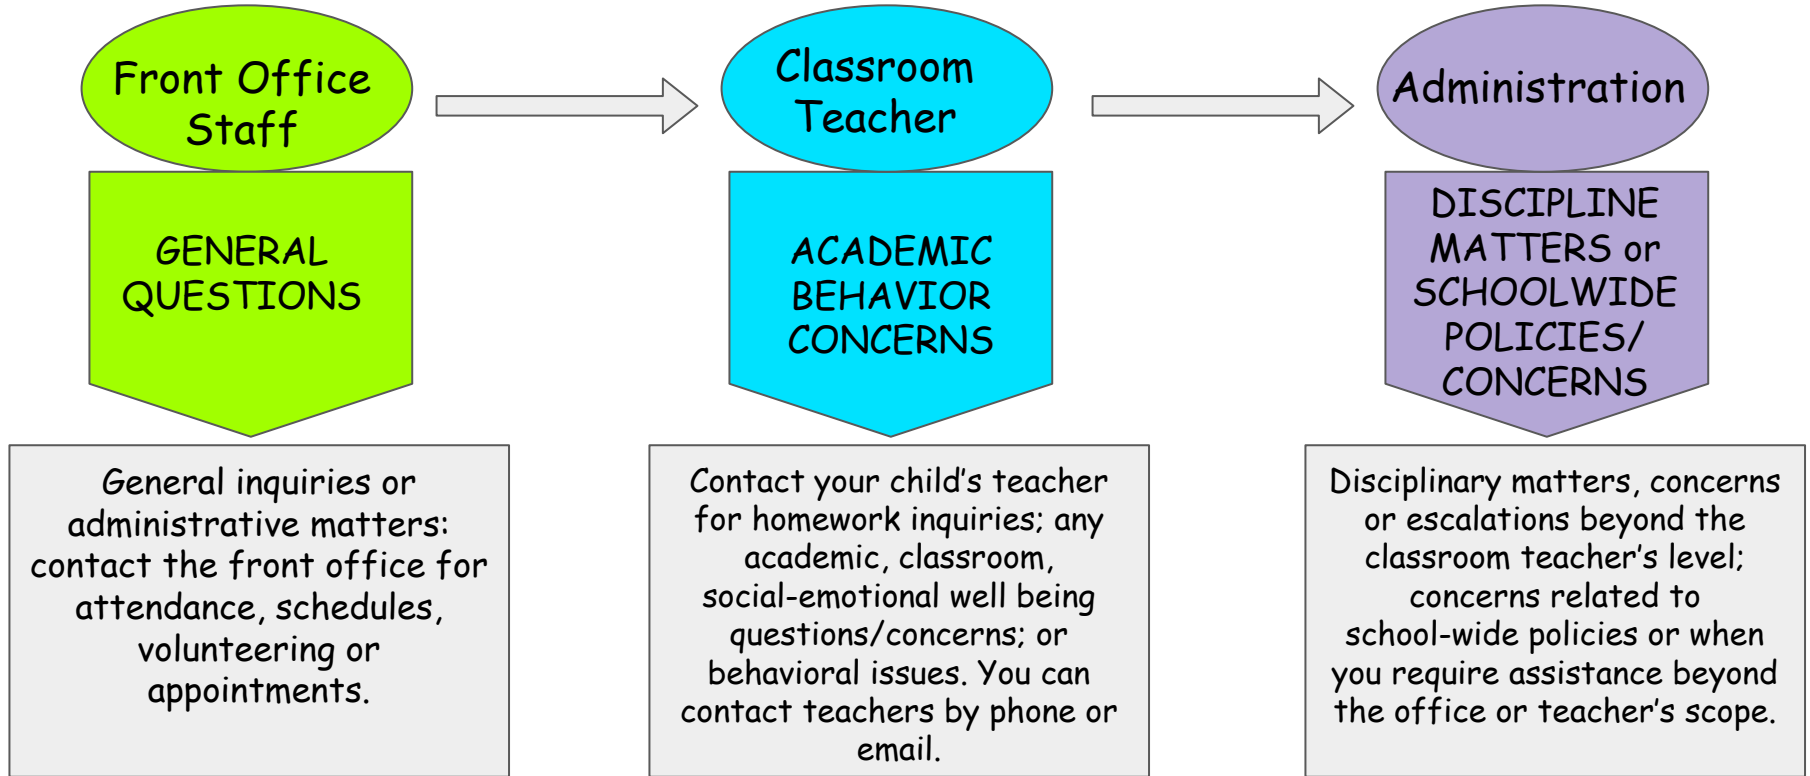 Front Office
Staff
GENERAL
QUESTIONS
General inquiries or
administrative matters:
contact the front office for
attendance, schedules,
volunteering or
appointments.
Classroom
Teacher
ACADEMIC
BEHAVIOR
CONCERNS
Contact your child’s teacher
for homework inquiries; any
academic, classroom,
social-emotional well being
questions/concerns; or
behavioral issues. You can
contact teachers by phone or
email.
Administration
DISCIPLINE
MATTERS or
SCHOOLWIDE
POLICIES/
CONCERNS
Disciplinary matters, concerns
or escalations beyond the
classroom teacher’s level;
concerns related to
school-wide policies or when
you require assistance beyond
the office or teacher’s scope.